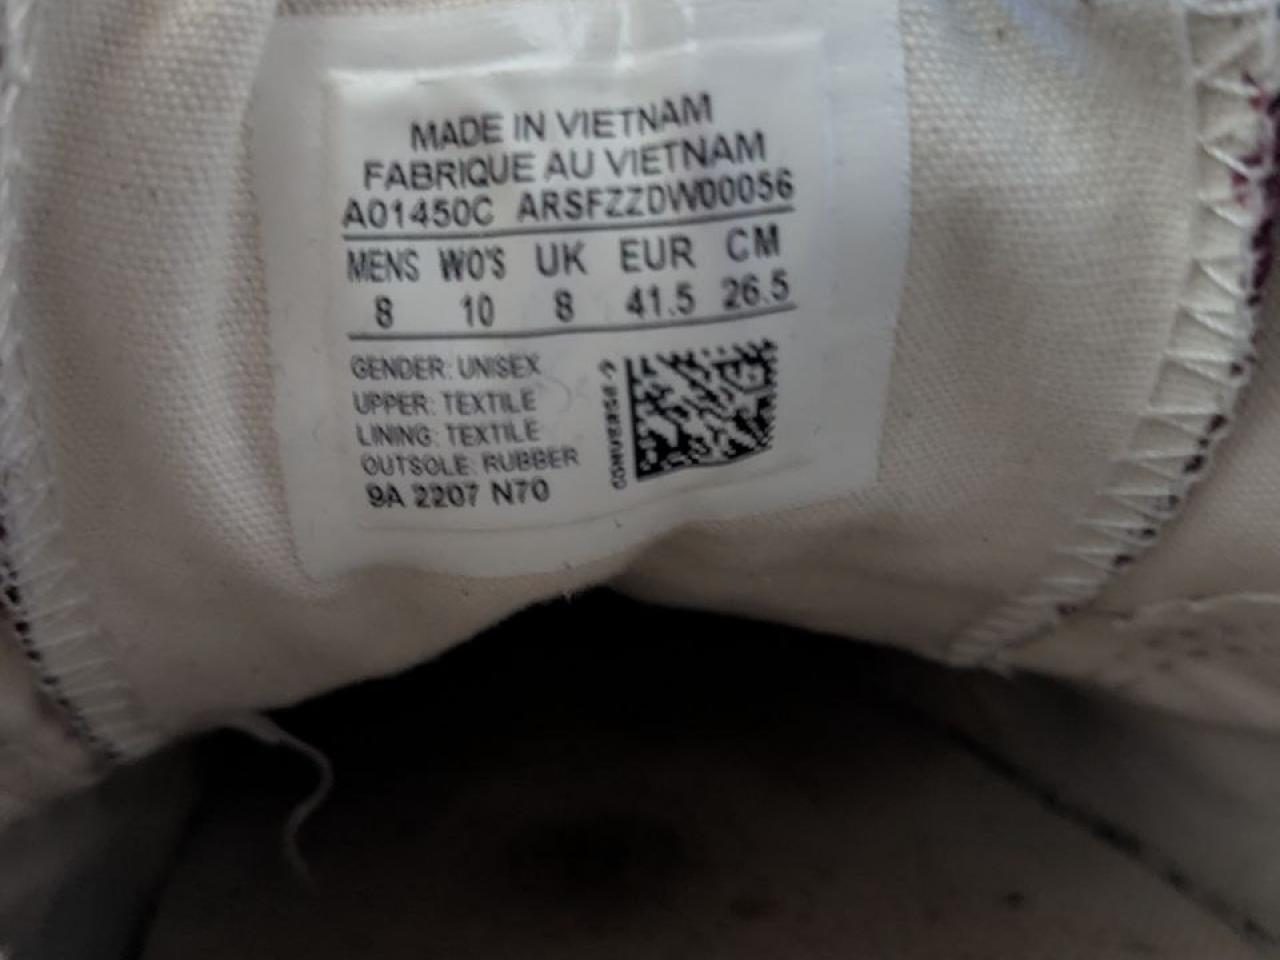 MADE IN VIETNAM
FABRIQUE AU VIETNAM
A01450C ARSFZZDW00056
MENS WO'S UK EUR CM
8 10 8 41.5 26.5
GENDER: UNISEX
UPPER: TEXTILE
LINING: TEXTILE
OUTSOLE: RUBBER
9A 2207 N70